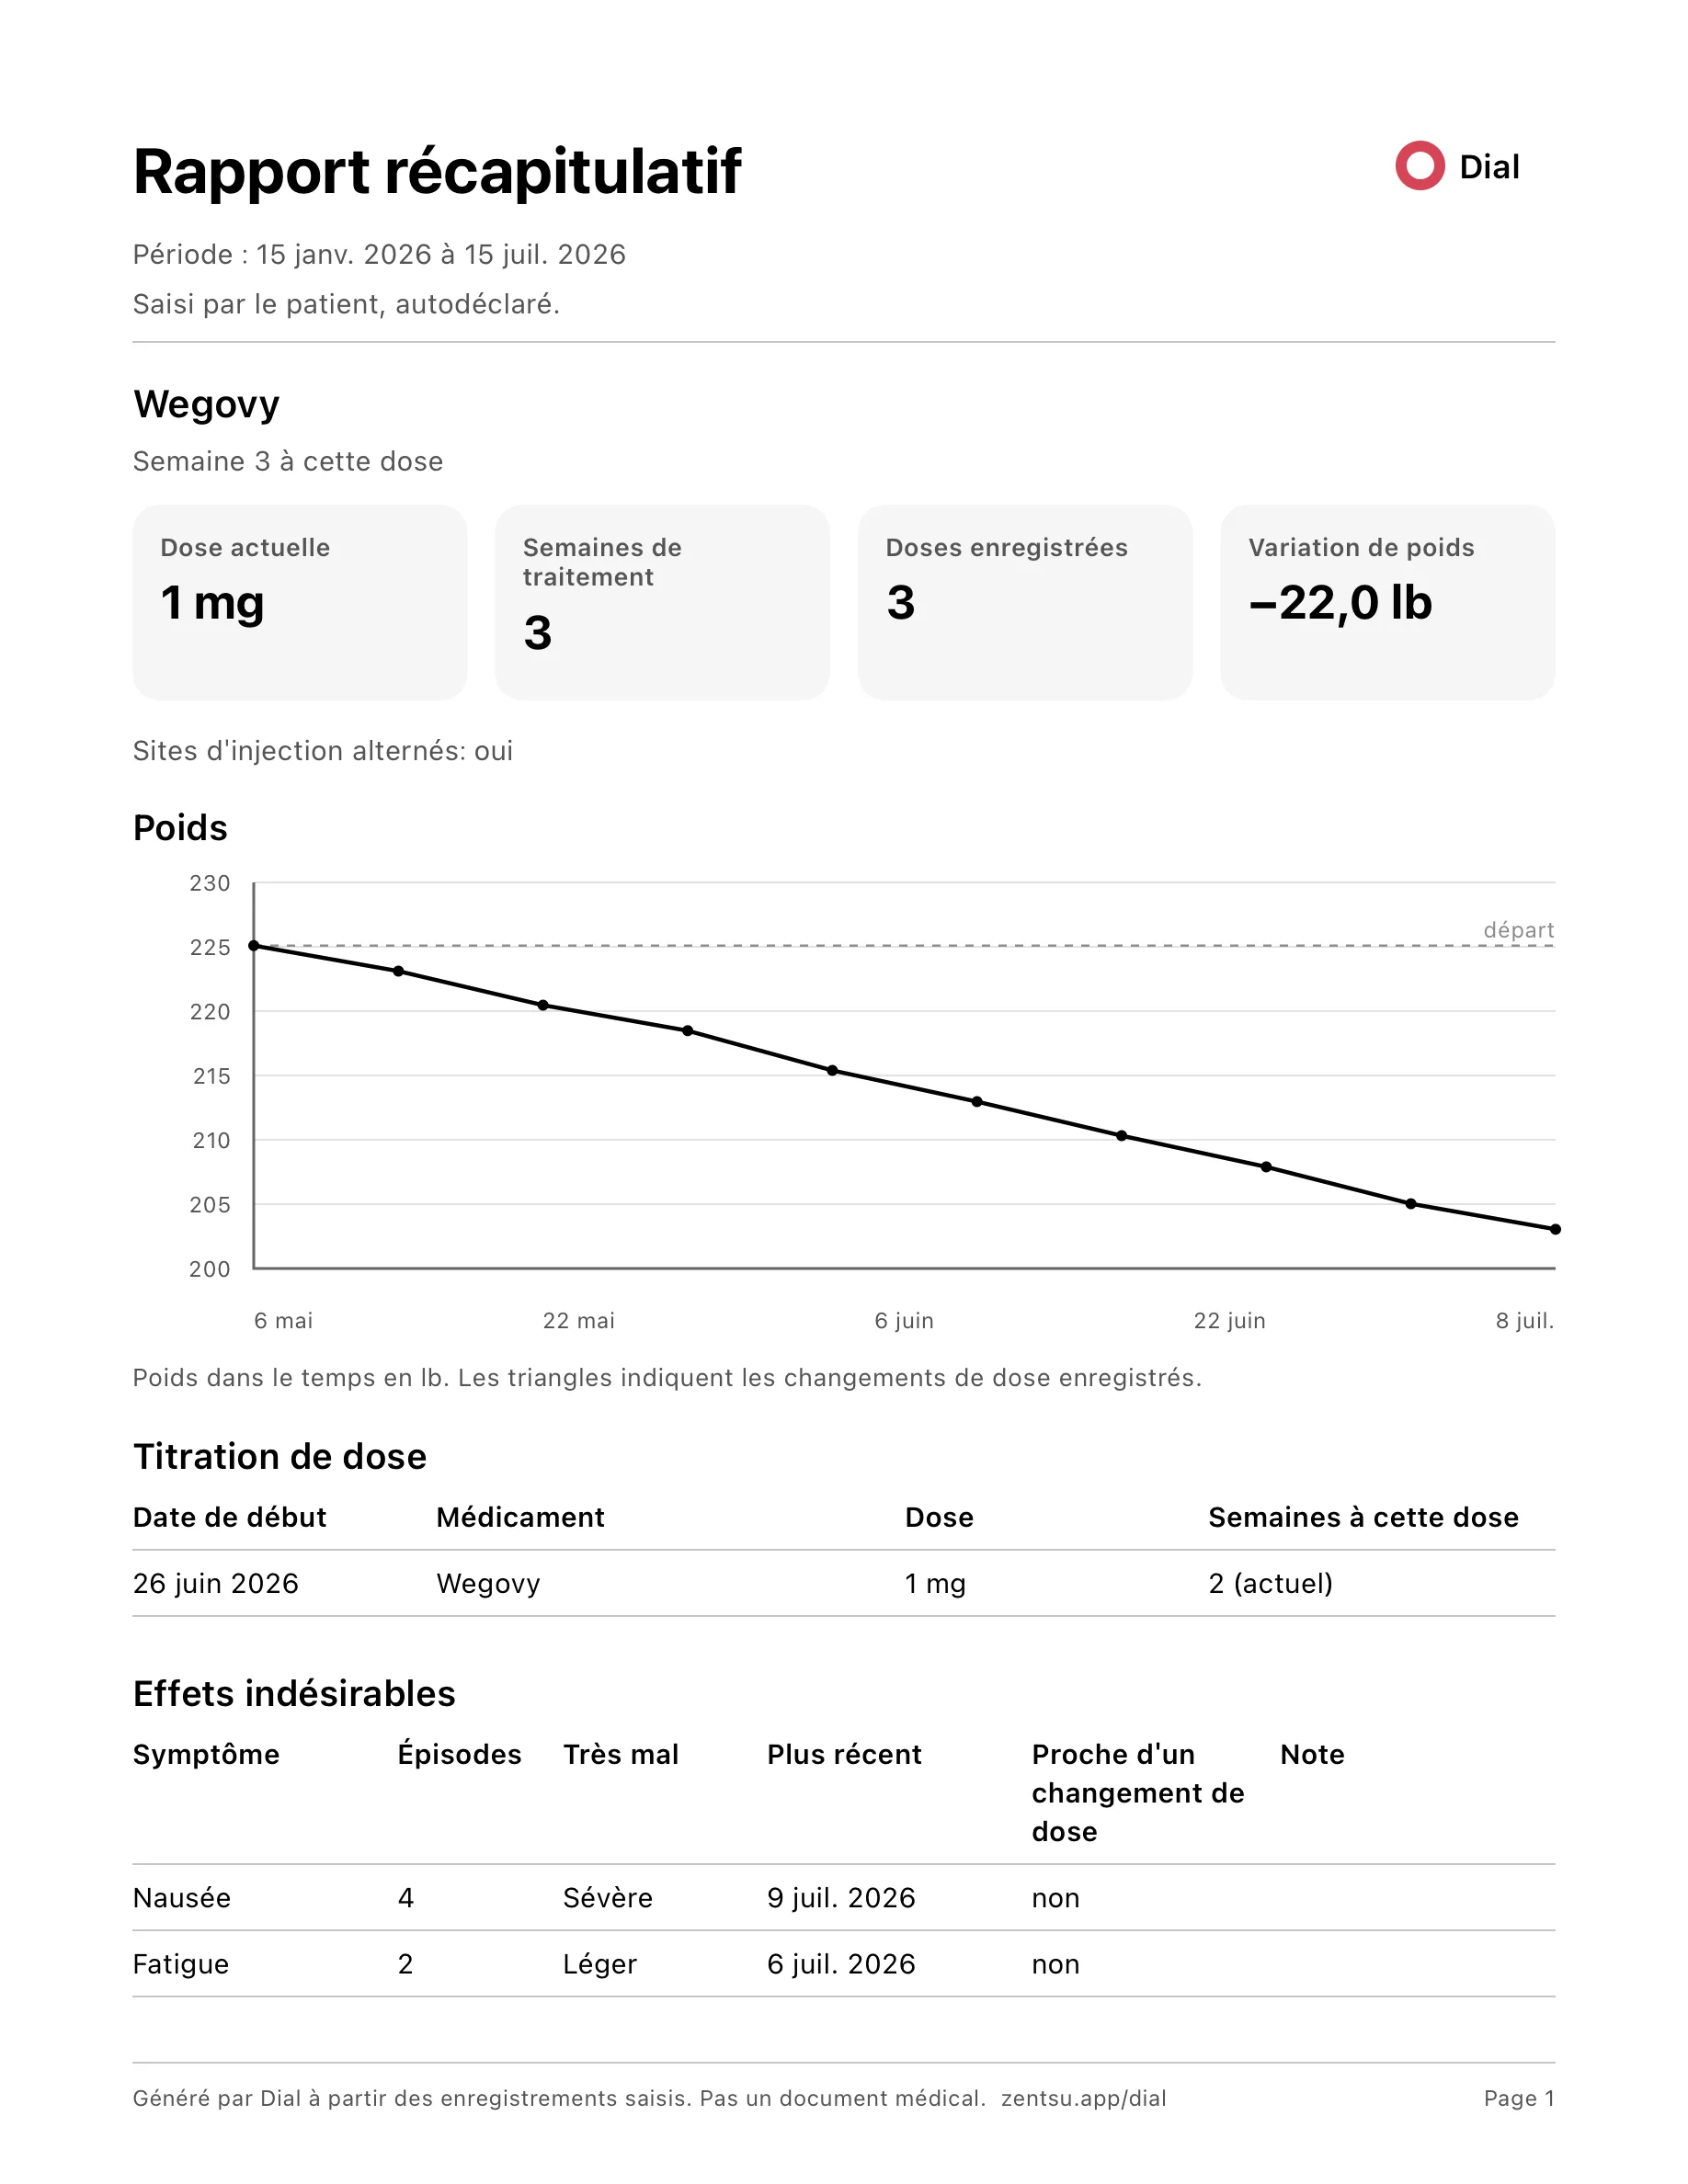 Rapport récapitulatif
Dial
Période : 15 janv. 2026 à 15 juil. 2026
Saisi par le patient, autodéclaré.
Wegovy
Semaine 3 à cette dose
Dose actuelle
1 mg
Semaines de
traitement
3
Doses enregistrées
3
Variation de poids
−22,0 lb
Sites d'injection alternés: oui
Poids
230
départ
225
220
215
210
205
200
6 mai 22 mai 6 juin 22 juin 8 juil.
Poids dans le temps en lb. Les triangles indiquent les changements de dose enregistrés.
Titration de dose
Date de début Médicament Dose Semaines à cette dose
26 juin 2026 Wegovy 1 mg 2 (actuel)
Effets indésirables
Symptôme Épisodes Très mal Plus récent Proche d'un Note
changement de
dose
Nausée 4 Sévère 9 juil. 2026 non
Fatigue 2 Léger 6 juil. 2026 non
Généré par Dial à partir des enregistrements saisis. Pas un document médical. zentsu.app/dial Page 1